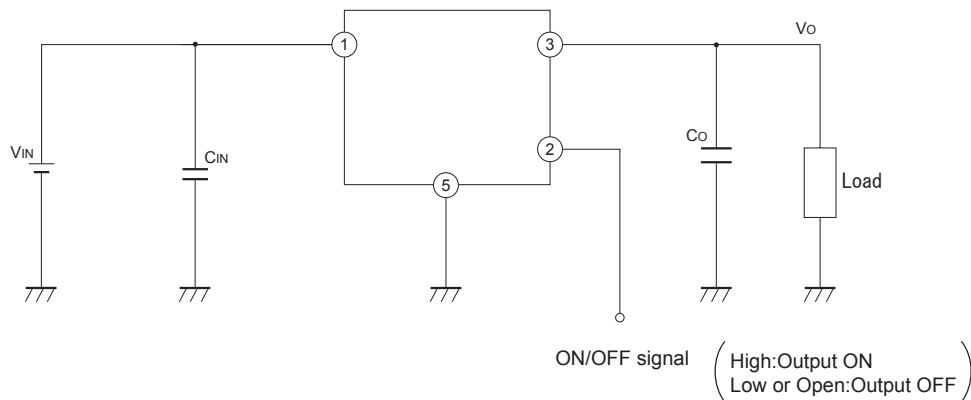 1
3
Vo
VIN
CIN
2
Co
5
Load
ON/OFF signal
High:Output ON
Low or Open:Output OFF